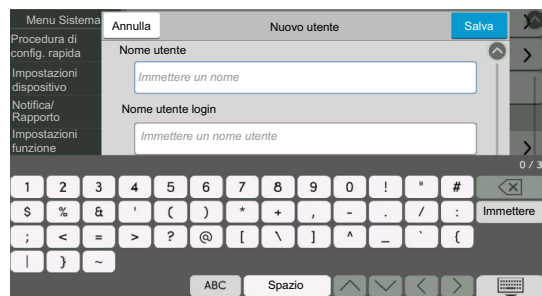 Menu Sistema
Annulla
Nuovo utente
Salva
Procedura di
config. rapida
Nome utente
Immettere un nome
Impostazioni
dispositivo
Notifica/
Rapporto
Nome utente login
Immettere un nome utente
Impostazioni
funzione
0 / 3
1 2 3 4 5 6 7 8 9 0 ! " #
$ % & ' ( ) * + , - . / : Immettere
; < = > ? @ [ \ ] ^ _ ` {
| } ~
ABC Spazio